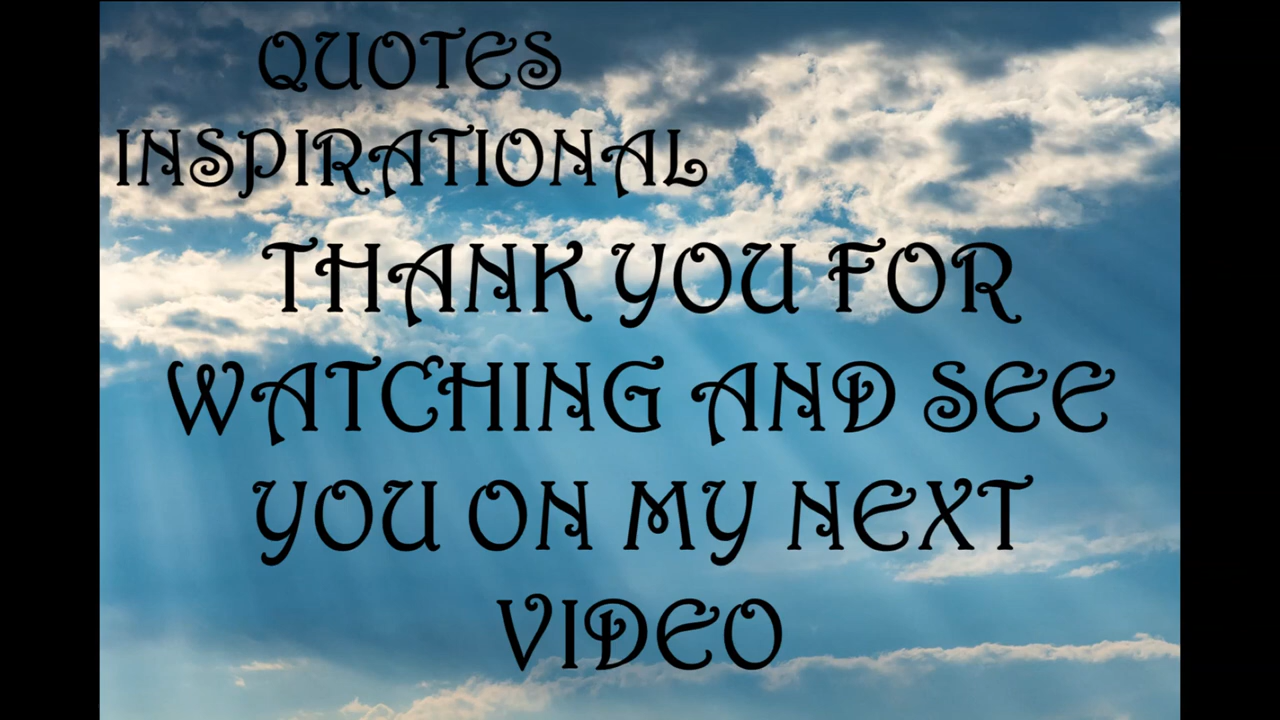 QUOTES
INSPIRATIONAL
THANK YOU FOR
WATCHING AND SEE
YOU ON MY NEXT
VIDEO